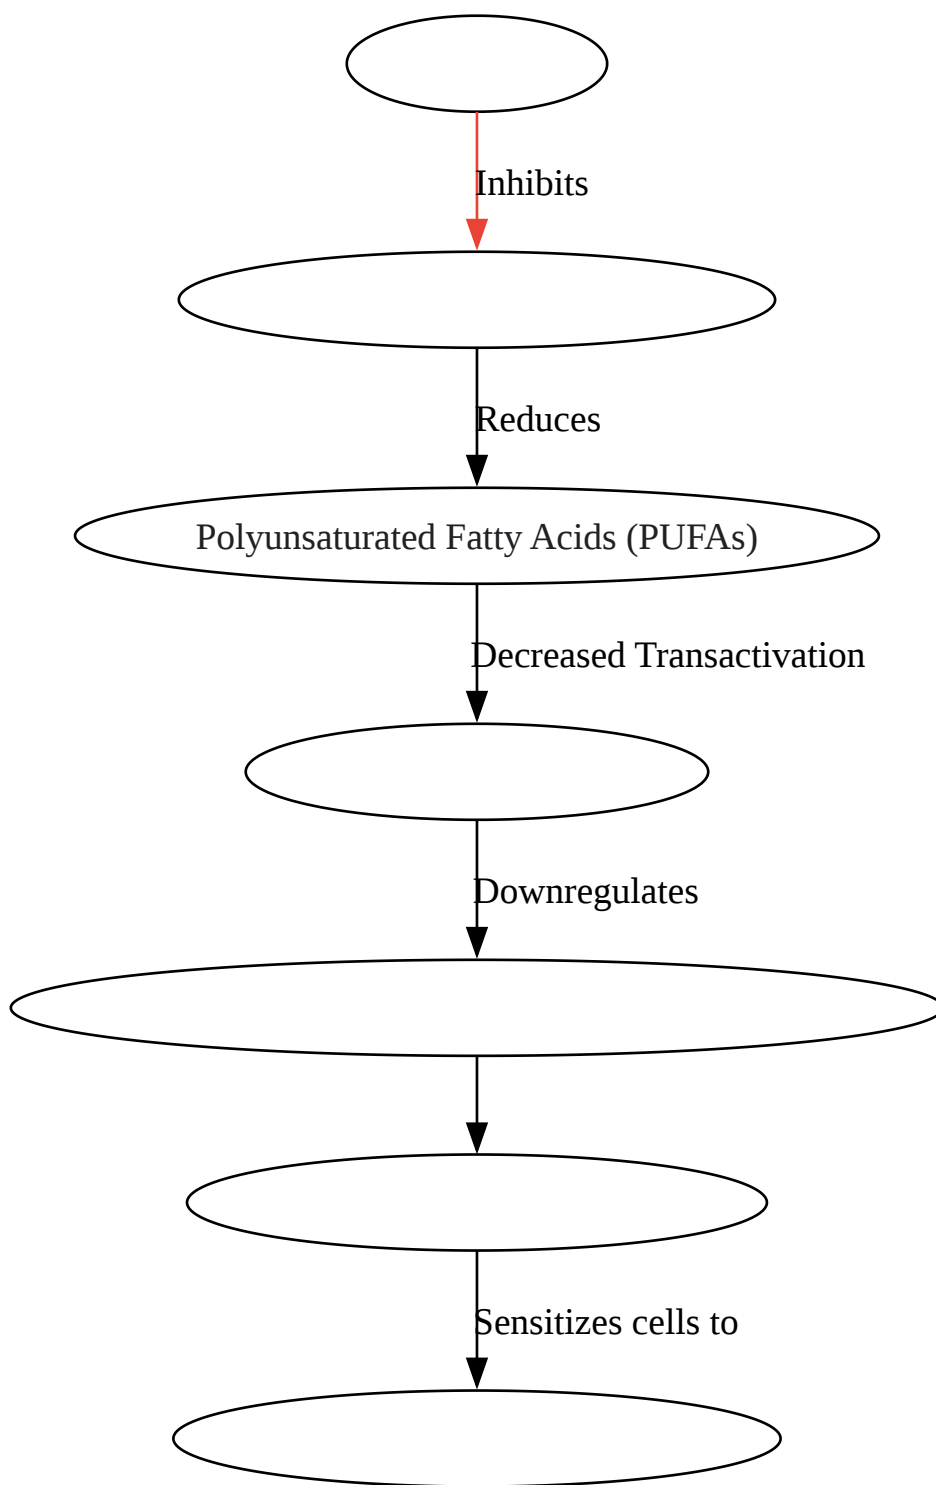 Inhibits
Reduces
Polyunsaturated Fatty Acids (PUFAs)
Decreased Transactivation
Downregulates
Sensitizes cells to